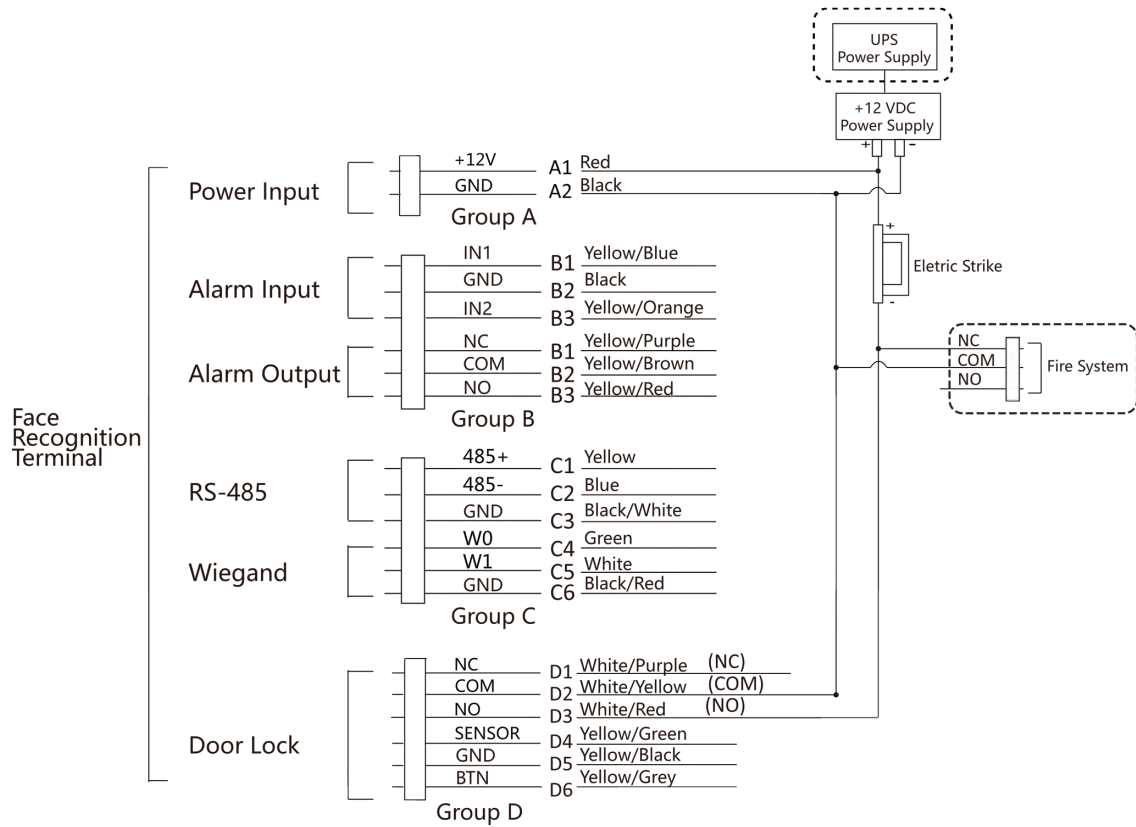 UPS
Power Supply
+12 VDC
Power Supply
+ -
Power Input
+12V A1 Red
GND A2 Black
Group A
+
Eletric Strike
-
Alarm Input
IN1 B1 Yellow/Blue
GND B2 Black
IN2 B3 Yellow/Orange
Alarm Output
NC B1 Yellow/Purple
COM B2 Yellow/Brown
NO B3 Yellow/Red
Group B
NC
COM
NO
Fire System
Face
Recognition
Terminal
RS-485
485+ C1 Yellow
485- C2 Blue
GND C3 Black/White
Wiegand
W0 C4 Green
W1 C5 White
GND C6 Black/Red
Group C
Door Lock
NC D1 White/Purple (NC)
COM D2 White/Yellow (COM)
NO D3 White/Red (NO)
SENSOR D4 Yellow/Green
GND D5 Yellow/Black
BTN D6 Yellow/Grey
Group D